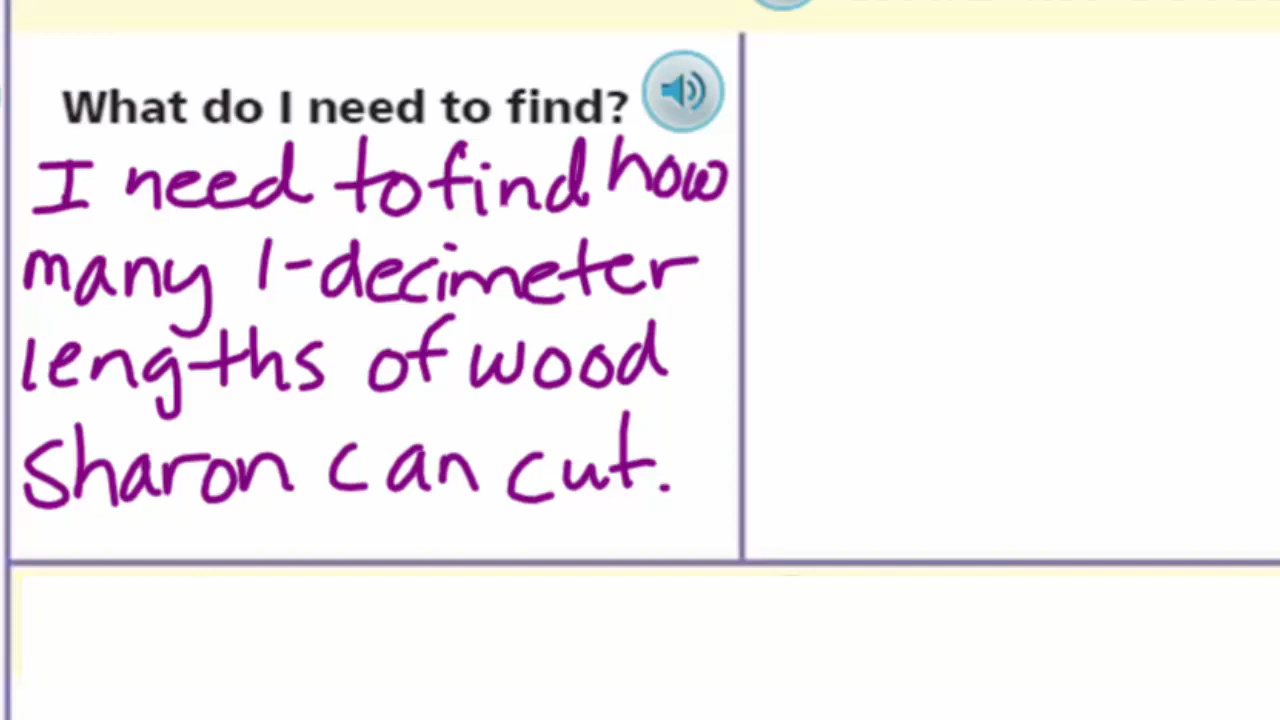 What do I need to find?
I need to find how
many 1-decimeter
lengths of wood
Sharon can cut.